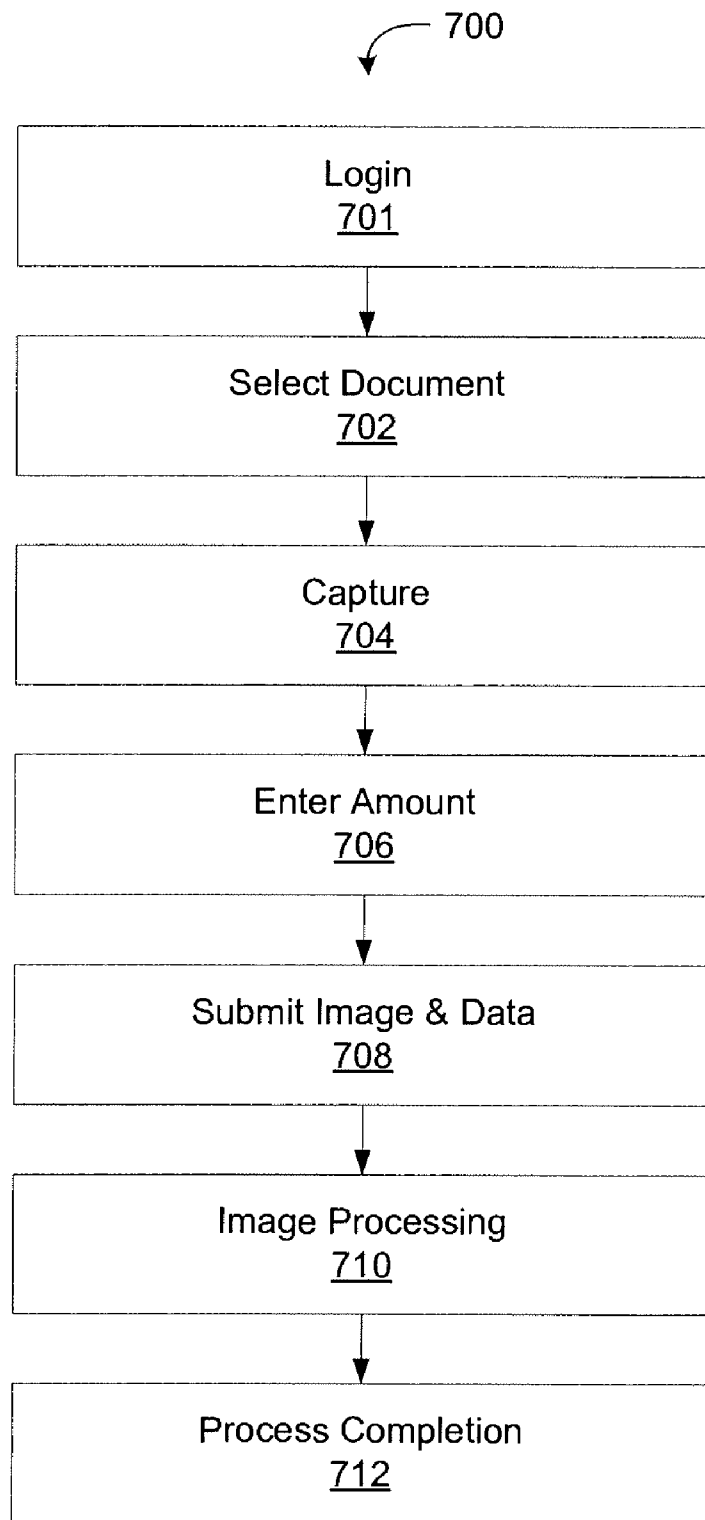 700
Login
701
Select Document
702
Capture
704
Enter Amount
706
Submit Image & Data
708
Image Processing
710
Process Completion
712